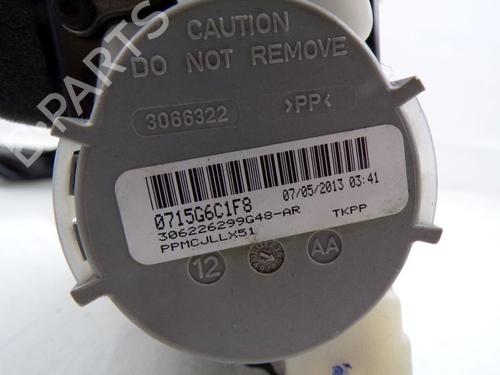 CAUTION
DO NOT REMOVE
3066322
>PP<
0715G6C1F8
07/05/2013 03:41
306226299G48-AR
TKPP
PPMCJLLX51
12
AA
B-PARTS